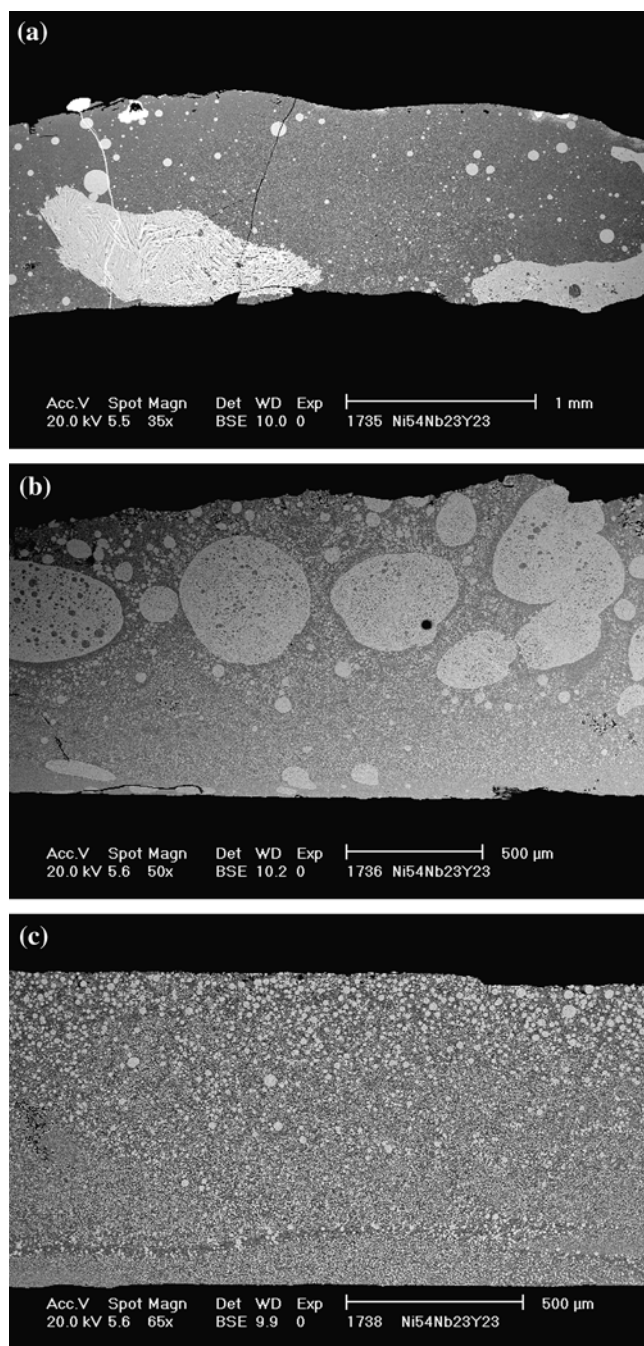 (a)
Acc.V Spot Magn Det WD Exp 1 mm
20.0 kV 5.5 35x BSE 10.0 0 1735 Ni54Nb23Y23
(b)
Acc.V Spot Magn Det WD Exp 500 µm
20.0 kV 5.6 50x BSE 10.2 0 1736 Ni54Nb23Y23
(c)
Acc.V Spot Magn Det WD Exp 500 µm
20.0 kV 5.6 65x BSE 9.9 0 1738 Ni54Nb23Y23